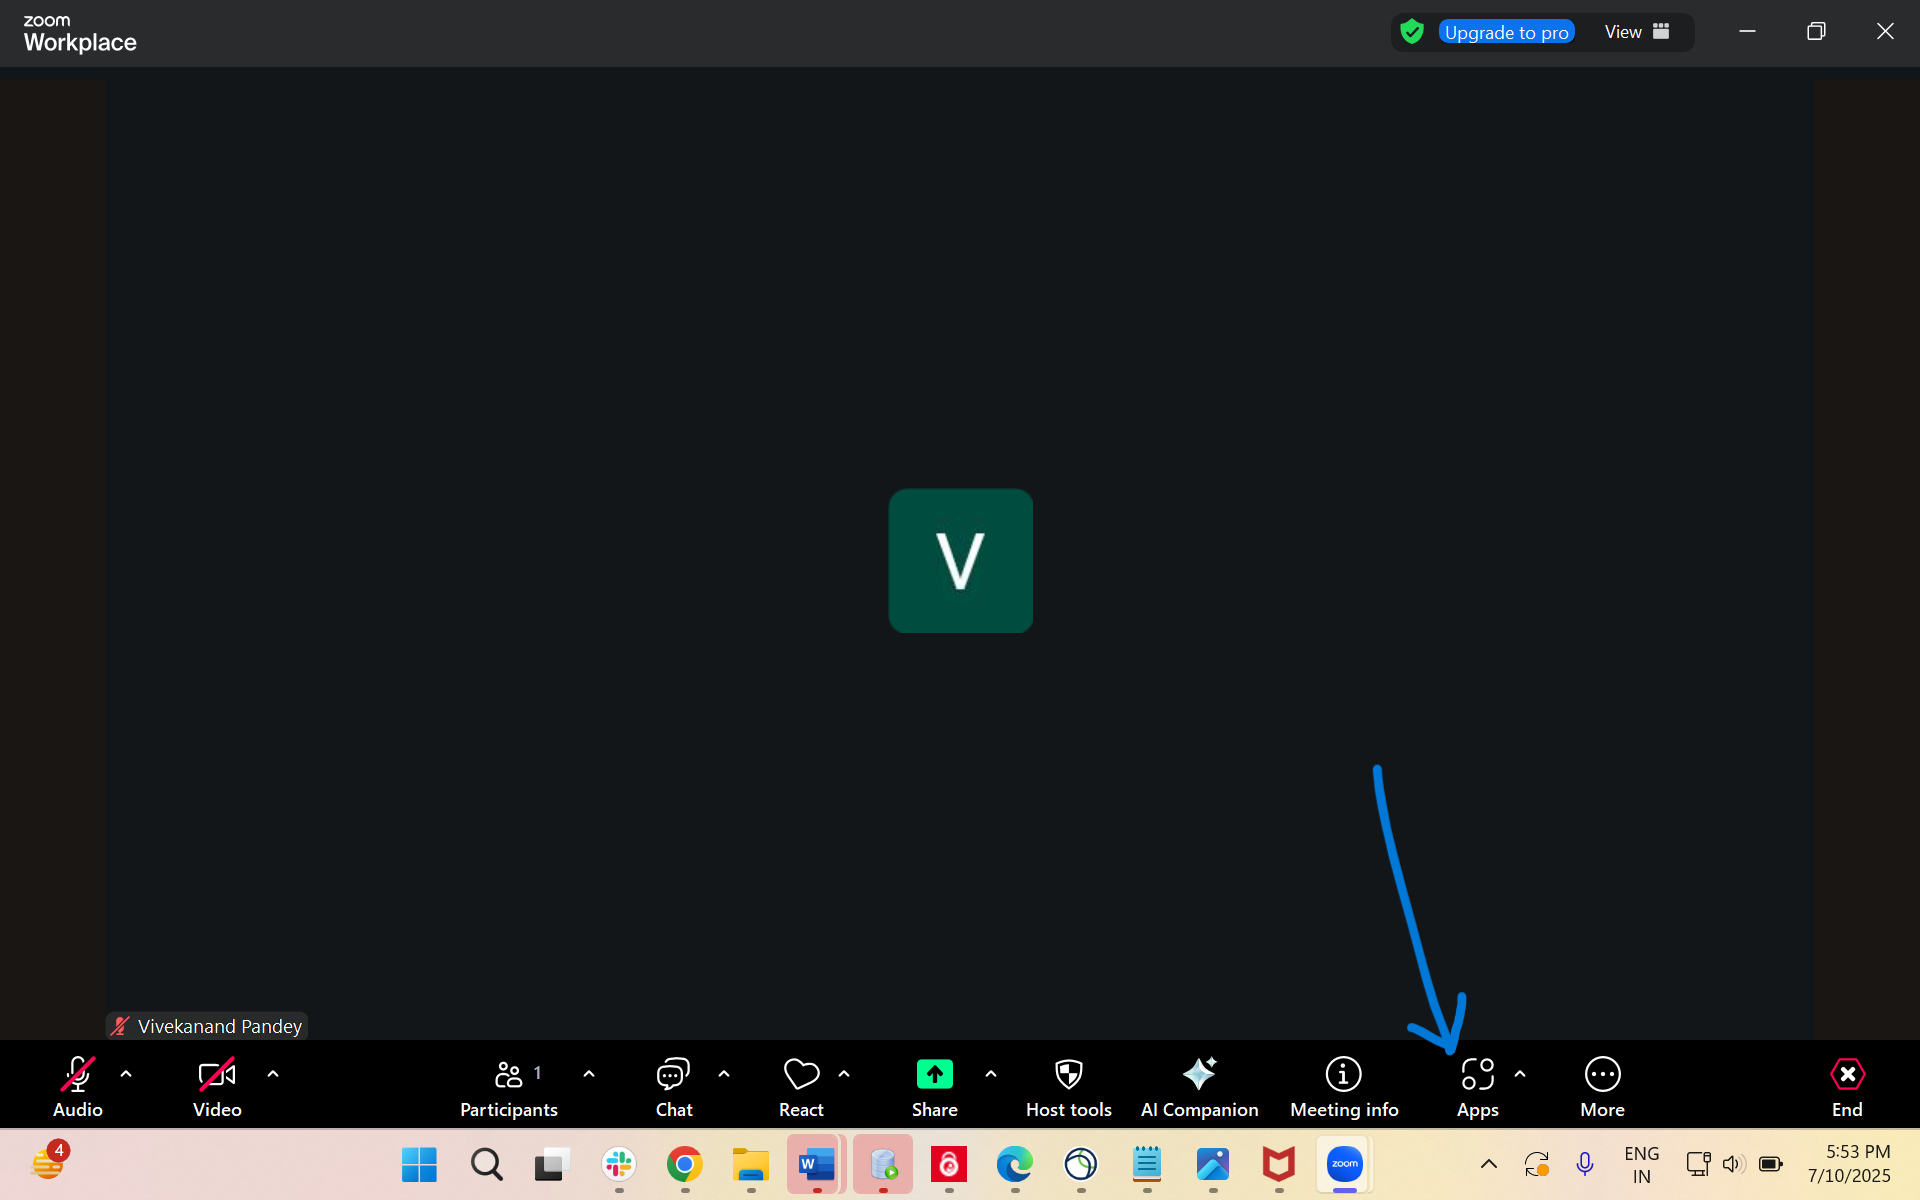 zoom
Workplace
Upgrade to pro
View
V
Vivekanand Pandey
Audio
Video
Participants
1
Chat
React
Share
Host tools
AI Companion
Meeting info
Apps
More
End
4
W
zoom
ENG
IN
5:53 PM
7/10/2025